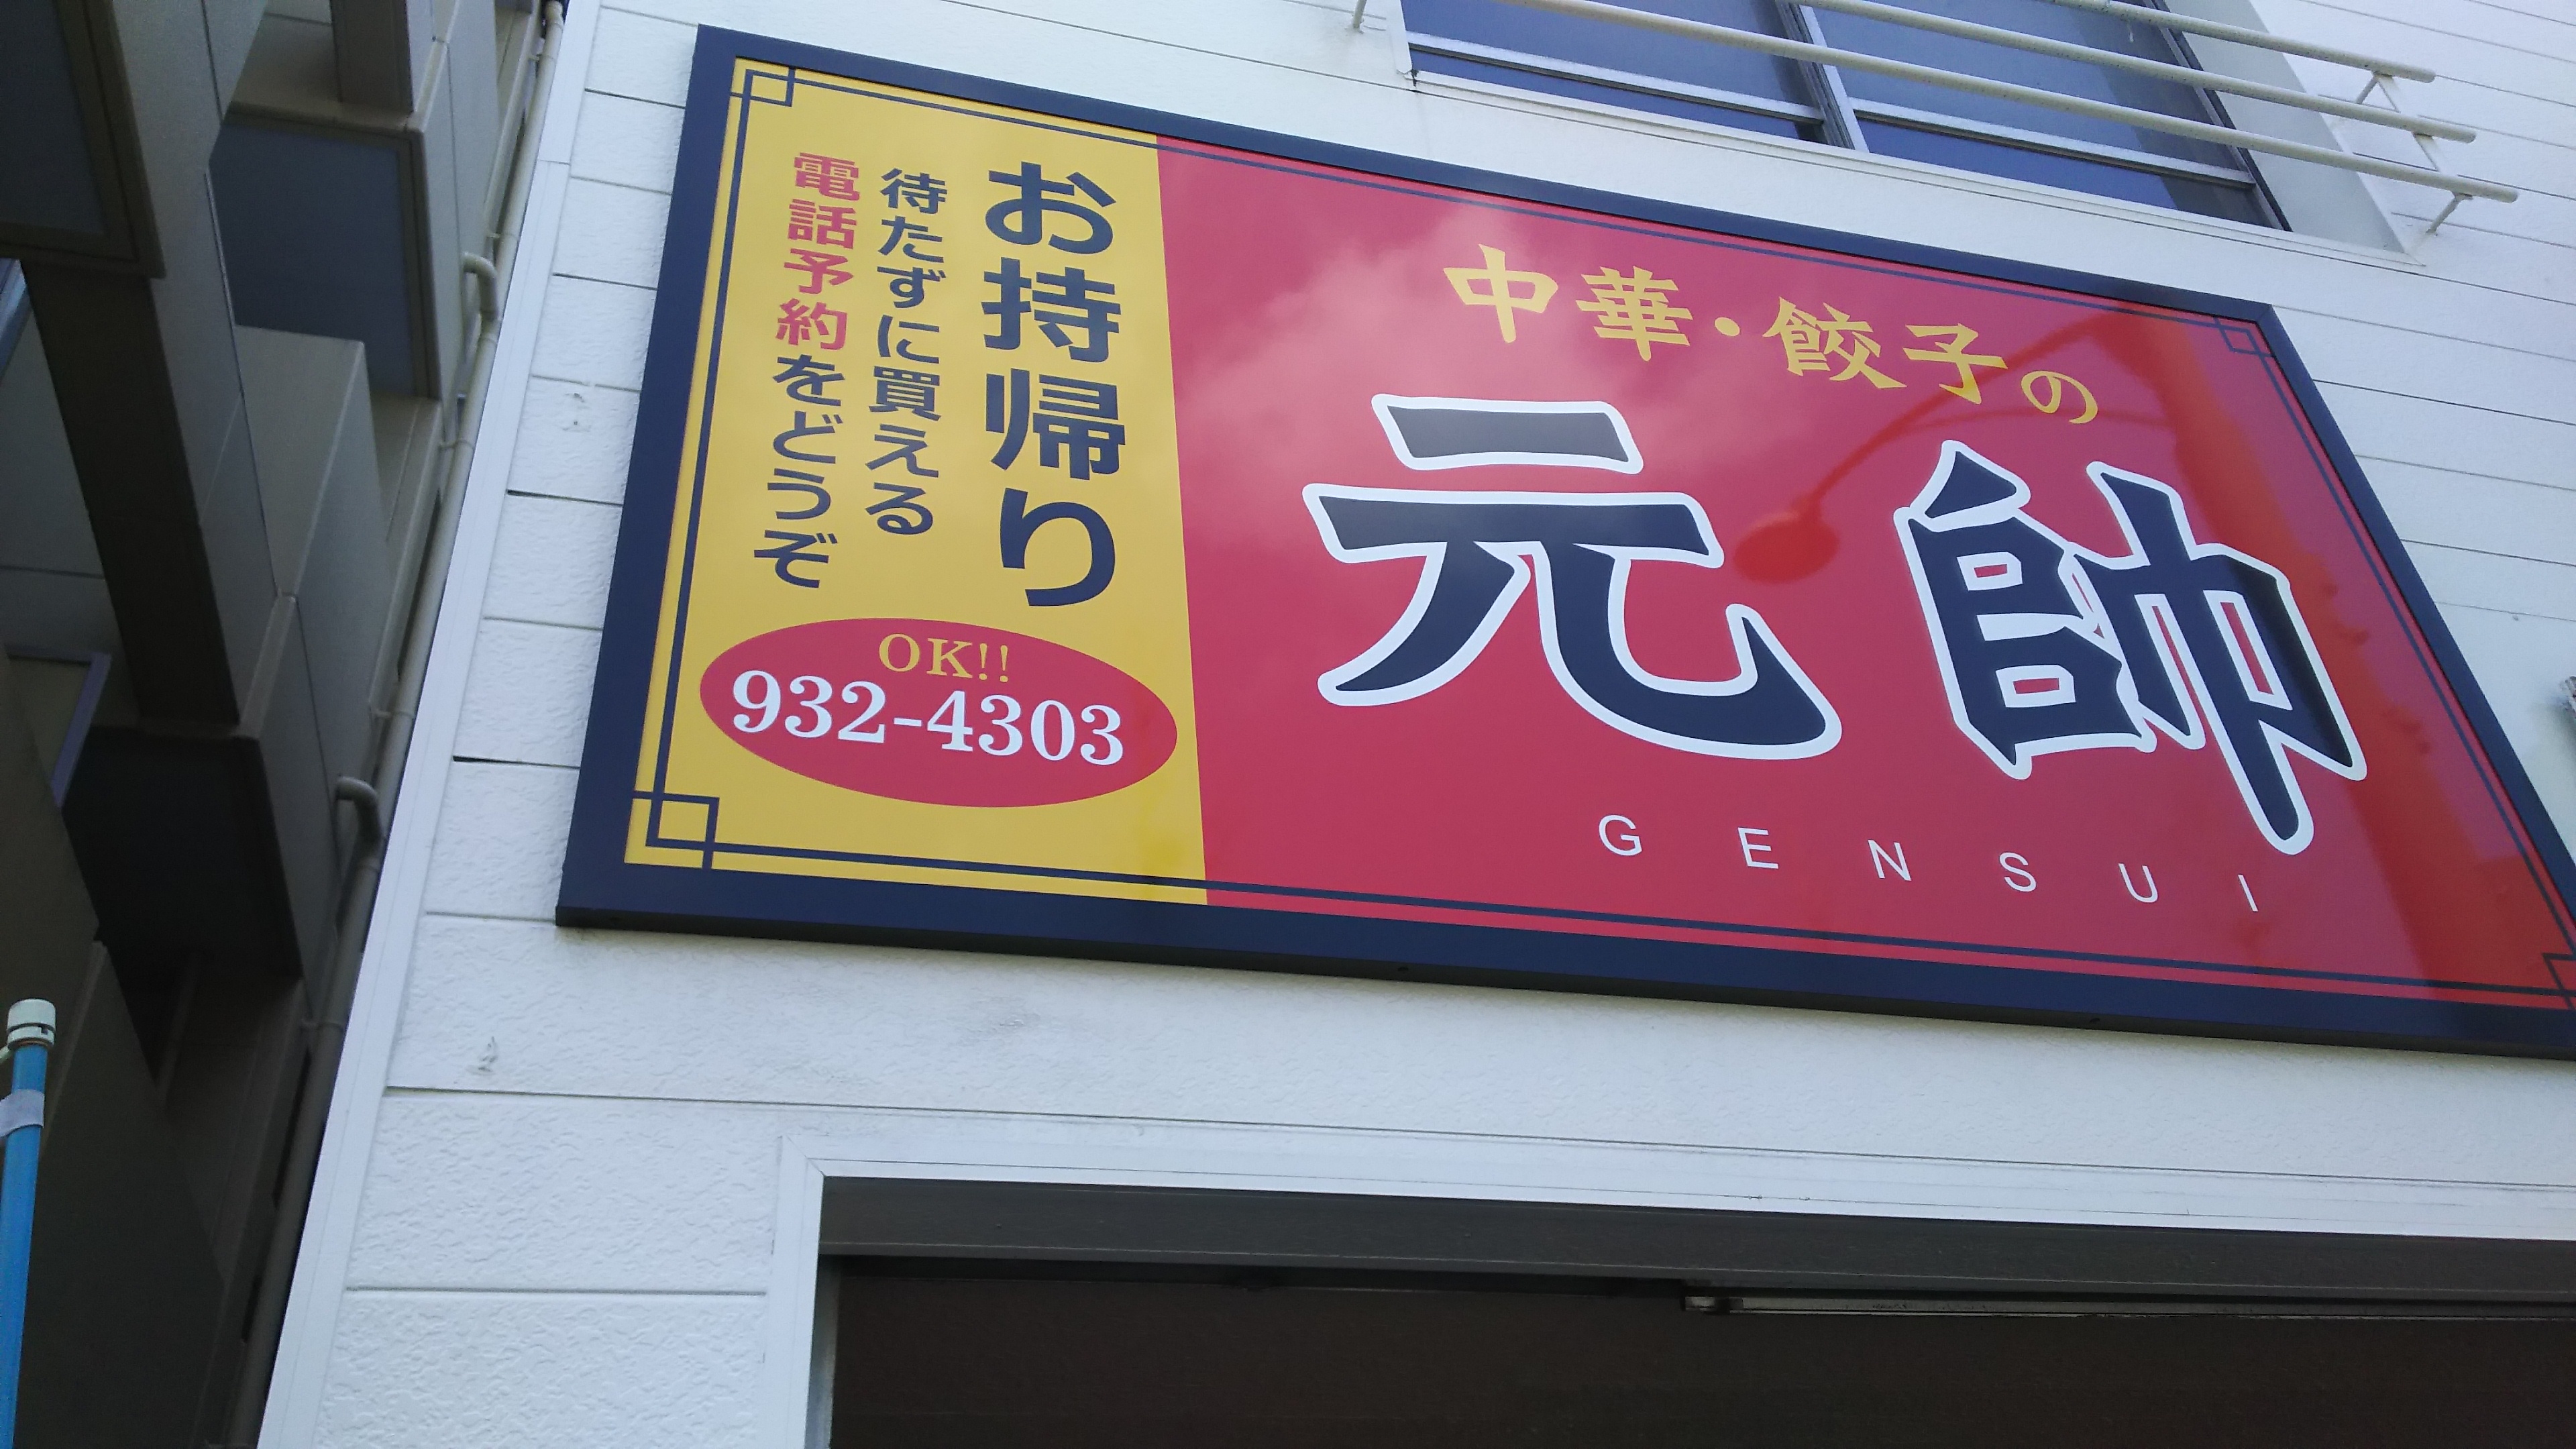 中華・餃子の
元帥
GENSUI
お持帰り
待たずに買える
電話予約をどうぞ
OK!!
932-4303